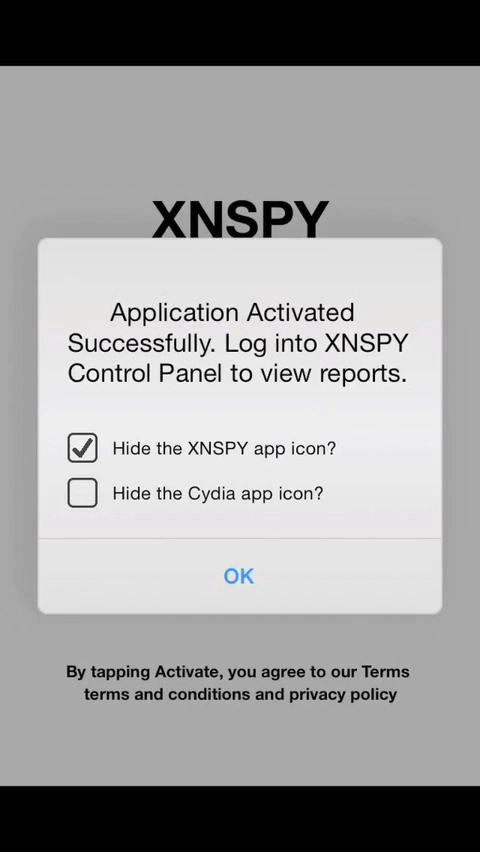 XNSPY
Application Activated
Successfully. Log into XNSPY
Control Panel to view reports.
Hide the XNSPY app icon?
Hide the Cydia app icon?
OK
By tapping Activate, you agree to our Terms
terms and conditions and privacy policy